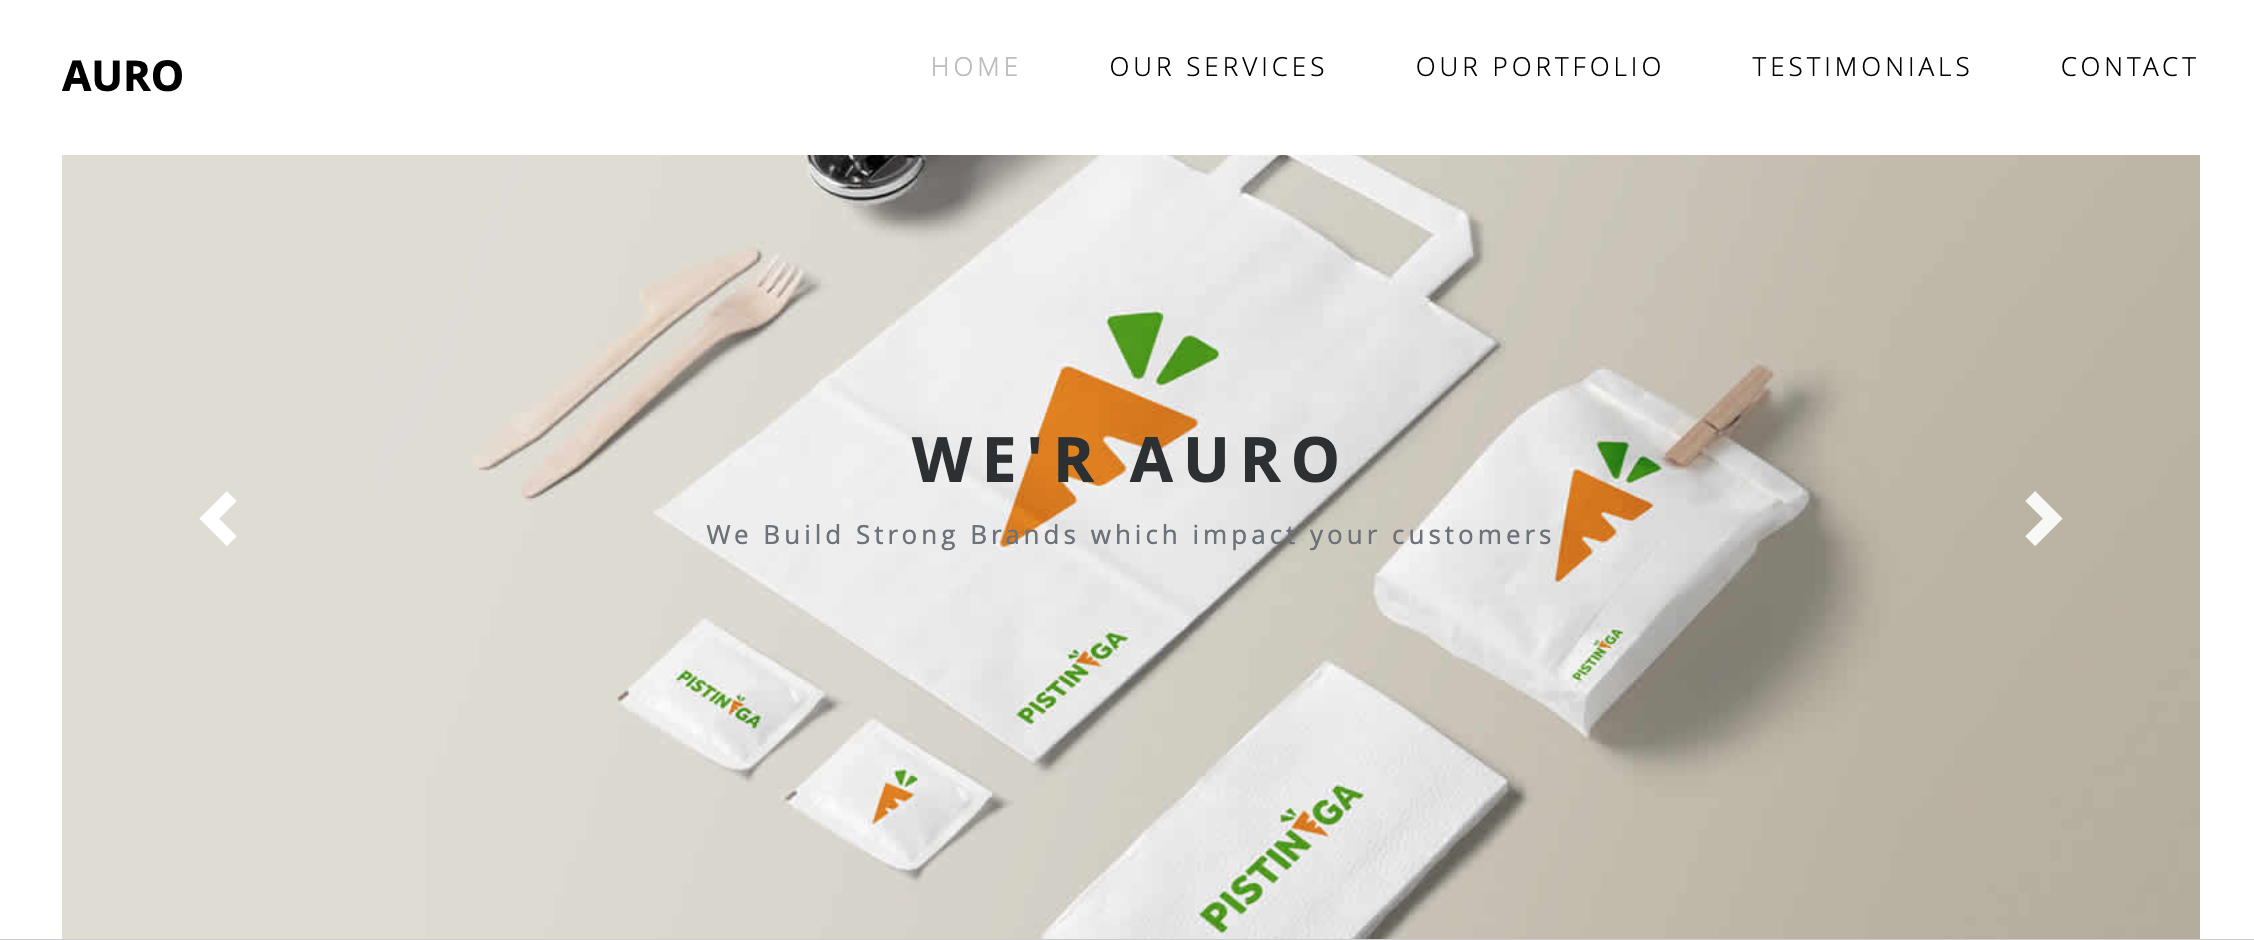 AURO
HOME OUR SERVICES OUR PORTFOLIO TESTIMONIALS CONTACT
WE'R AURO
We Build Strong Brands which impact your customers
PISTINGA
PISTINGA
PISTINGA
PISTINGA